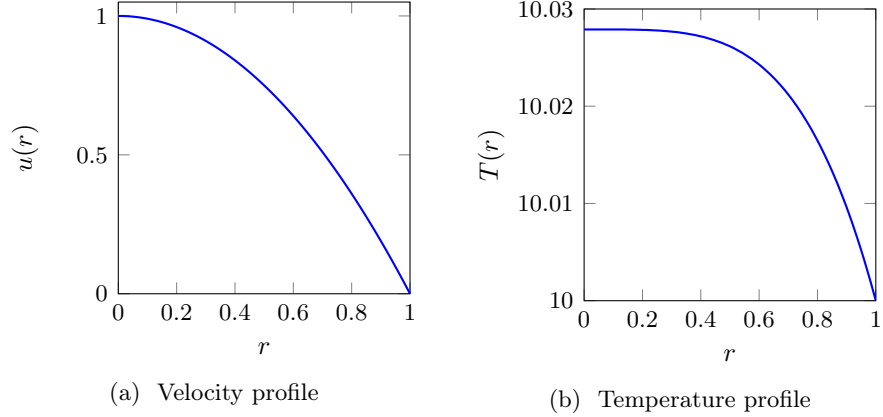 1
0.5
0
u(r)
0 0.2 0.4 0.6 0.8 1
r
(a) Velocity profile
10.03
10.02
10.01
10
T(r)
0 0.2 0.4 0.6 0.8 1
r
(b) Temperature profile